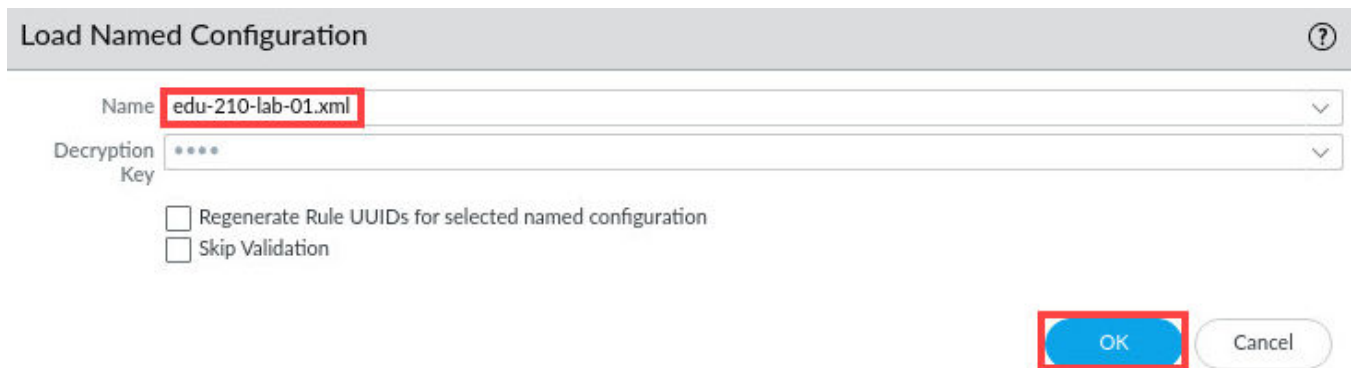 Load Named Configuration ?
Name edu-210-lab-01.xml
Decryption Key ••••
Regenerate Rule UUIDs for selected named configuration
Skip Validation
OK Cancel